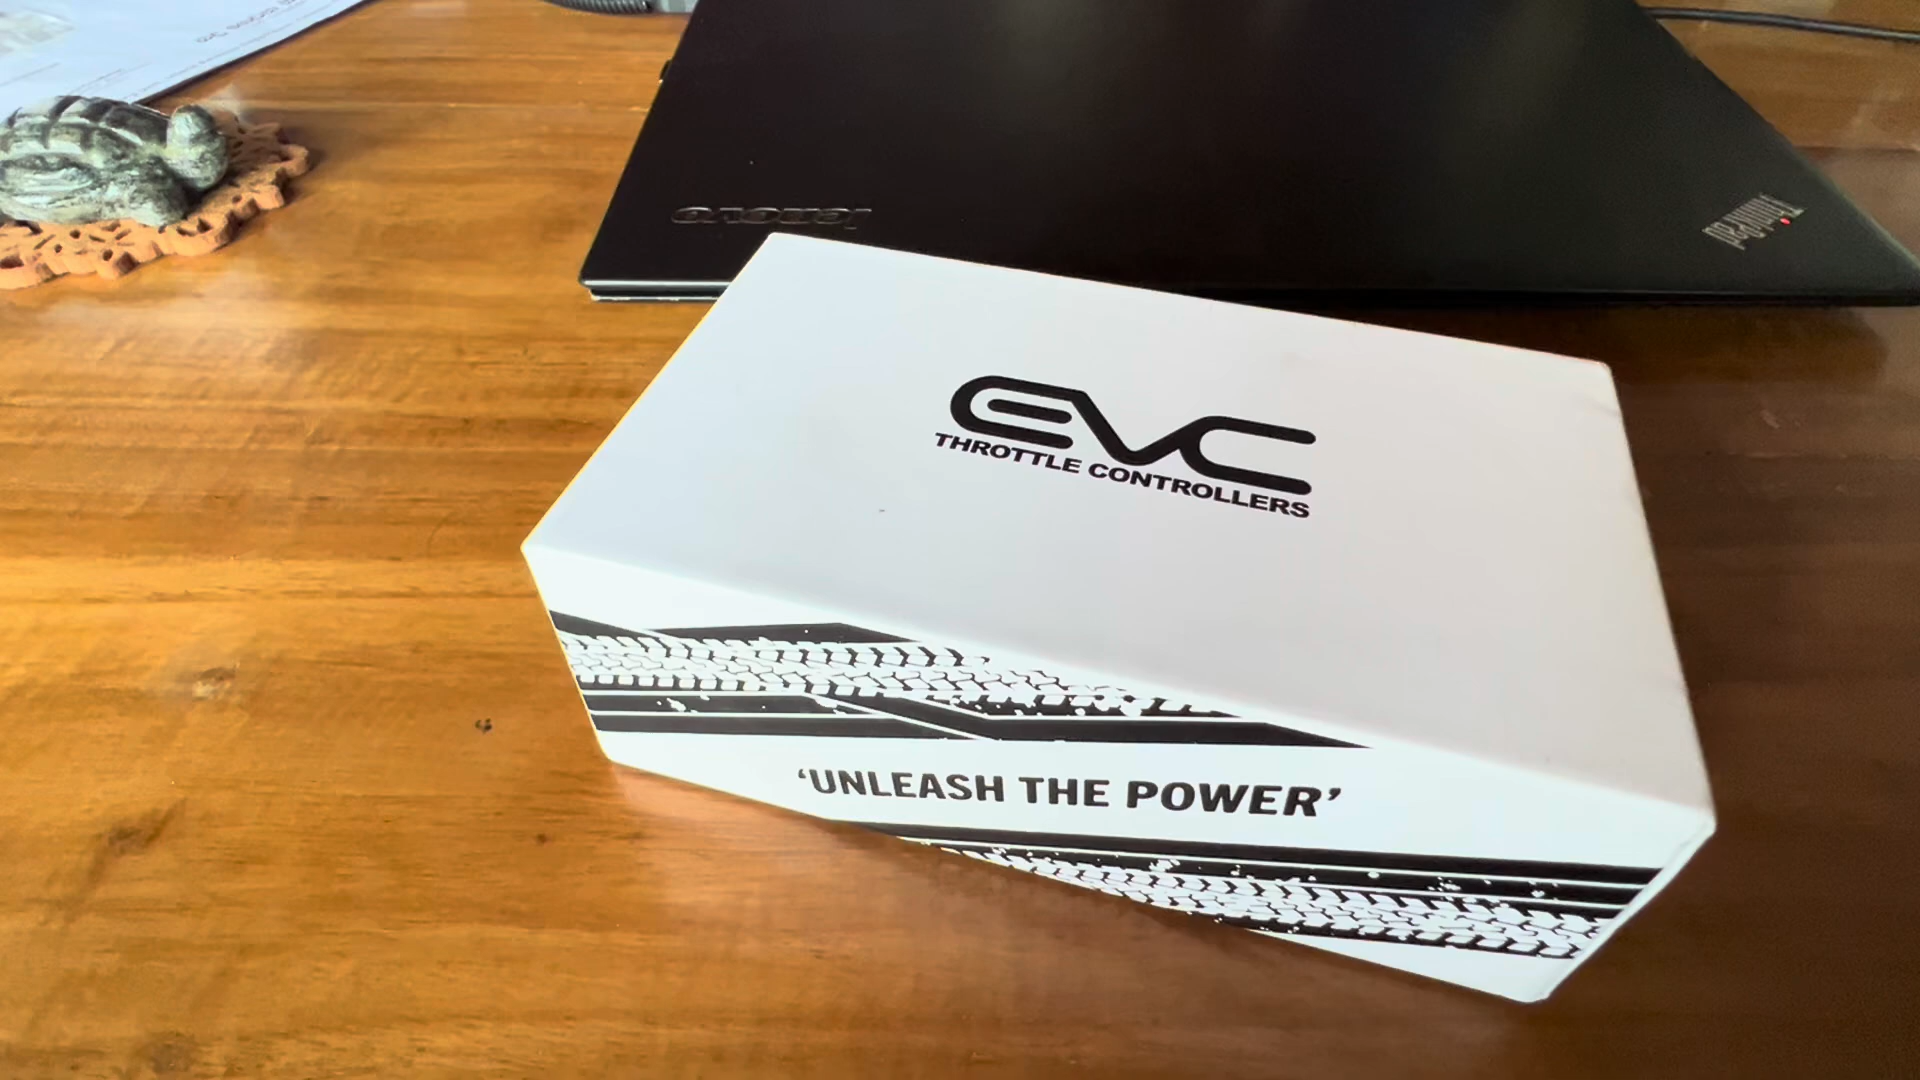 lenovo
ThinkPad
EVC
THROTTLE CONTROLLERS
‘UNLEASH THE POWER’